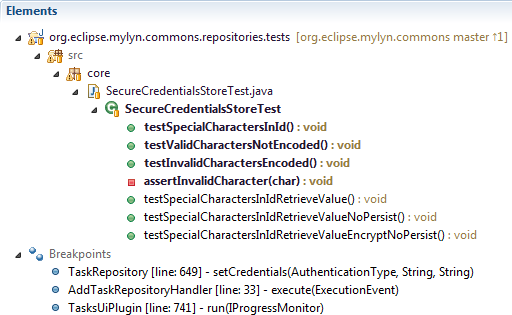 Elements
org.eclipse.mylyn.commons.repositories.tests [org.eclipse.mylyn.commons master ↑1]
src
core
SecureCredentialsStoreTest.java
SecureCredentialsStoreTest
testSpecialCharactersInId() : void
testValidCharactersNotEncoded() : void
testInvalidCharactersEncoded() : void
assertInvalidCharacter(char) : void
testSpecialCharactersInIdRetrieveValue() : void
testSpecialCharactersInIdRetrieveValueNoPersist() : void
testSpecialCharactersInIdRetrieveValueEncryptNoPersist() : void
Breakpoints
TaskRepository [line: 649] - setCredentials(AuthenticationType, String, String)
AddTaskRepositoryHandler [line: 33] - execute(ExecutionEvent)
TasksUiPlugin [line: 741] - run(IProgressMonitor)